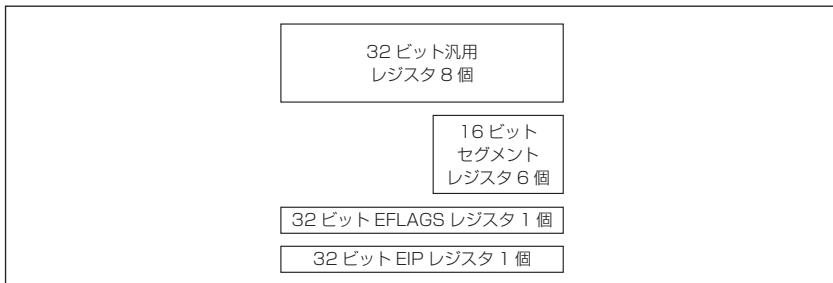 32 ビット汎用
レジスタ 8 個
16 ビット
セグメント
レジスタ 6 個
32 ビット EFLAGS レジスタ 1 個
32 ビット EIP レジスタ 1 個